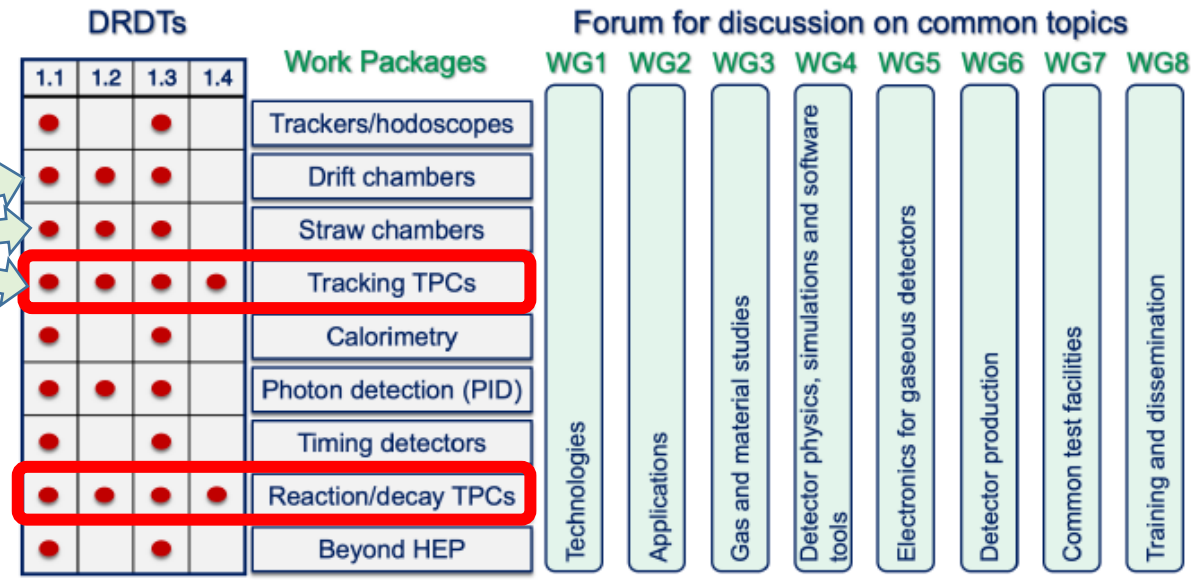 DRDTs
Forum for discussion on common topics
Work Packages
WG1 WG2 WG3 WG4 WG5 WG6 WG7 WG8
1.1 1.2 1.3 1.4
Trackers/hodoscopes
Drift chambers
Straw chambers
Tracking TPCs
Calorimetry
Photon detection (PID)
Timing detectors
Reaction/decay TPCs
Beyond HEP
Technologies
Applications
Gas and material studies
Detector physics, simulations and software
tools
Electronics for gaseous detectors
Detector production
Common test facilities
Training and dissemination